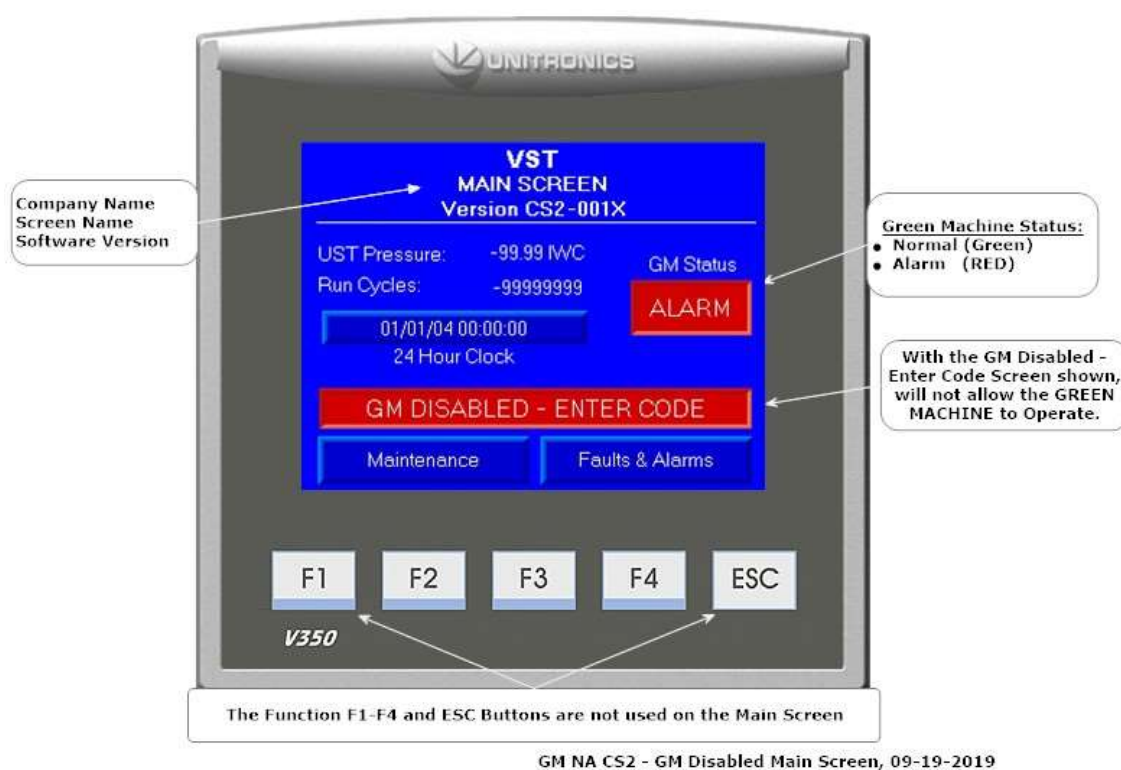 UNITRONICS
VST
MAIN SCREEN
Version CS2-001X
Company Name
Screen Name
Software Version
UST Pressure: -99.99 IWC
Run Cycles: -99999999
01/01/04 00:00:00
24 Hour Clock
GM Status
ALARM
Green Machine Status:
• Normal (Green)
• Alarm (RED)
GM DISABLED - ENTER CODE
With the GM Disabled -
Enter Code Screen shown,
will not allow the GREEN
MACHINE to Operate.
Maintenance
Faults & Alarms
F1
F2
F3
F4
ESC
V350
The Function F1-F4 and ESC Buttons are not used on the Main Screen
GM NA CS2 - GM Disabled Main Screen, 09-19-2019